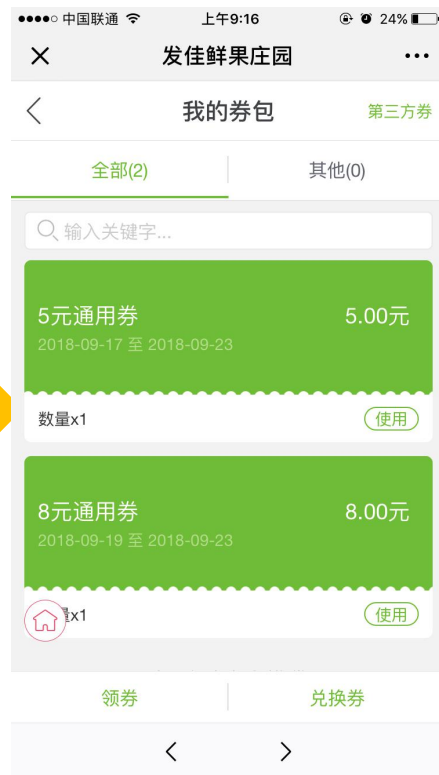 中国联通 上午9:16 24%
发佳鲜果庄园
我的券包 第三方券
全部(2) 其他(0)
输入关键字...
5元通用券 5.00元
2018-09-17 至 2018-09-23
数量x1 使用
8元通用券 8.00元
2018-09-19 至 2018-09-23
量x1 使用
领券 兑换券